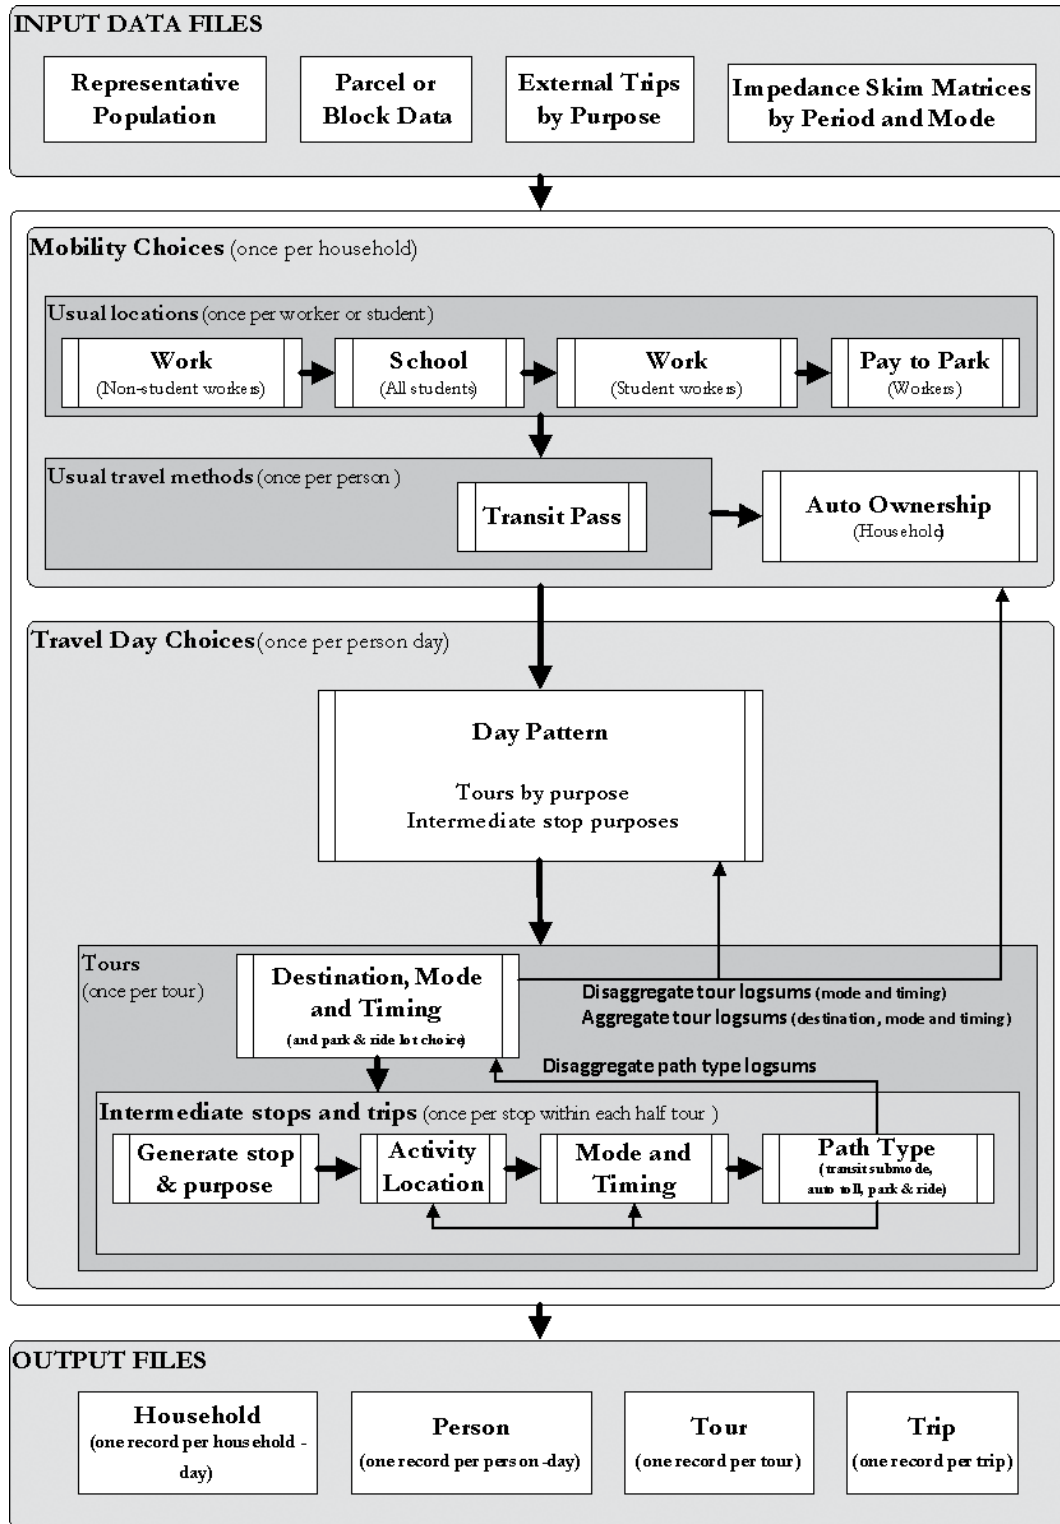 INPUT DATA FILES
Representative
Population
Parcel or
Block Data
External Trips
by Purpose
Impedance Skim Matrices
by Period and Mode
Mobility Choices (once per household)
Usual locations (once per worker or student)
Work
(Non-student workers)
School
(All students)
Work
(Student workers)
Pay to Park
(Workers)
Usual travel methods (once per person)
Transit Pass
Auto Ownership
(Household)
Travel Day Choices (once per person day)
Day Pattern
Tours by purpose
Intermediate stop purposes
Tours
(once per tour)
Destination, Mode
and Timing
(and park & ride lot choice)
Disaggregate tour logsums (mode and timing)
Aggregate tour logsums (destination, mode and timing)
Disaggregate path type logsums
Intermediate stops and trips (once per stop within each half tour)
Generate stop
& purpose
Activity
Location
Mode and
Timing
Path Type
(transit submode,
auto toll, park & ride)
OUTPUT FILES
Household
(one record per household -
day)
Person
(one record per person -day)
Tour
(one record per tour)
Trip
(one record per trip)